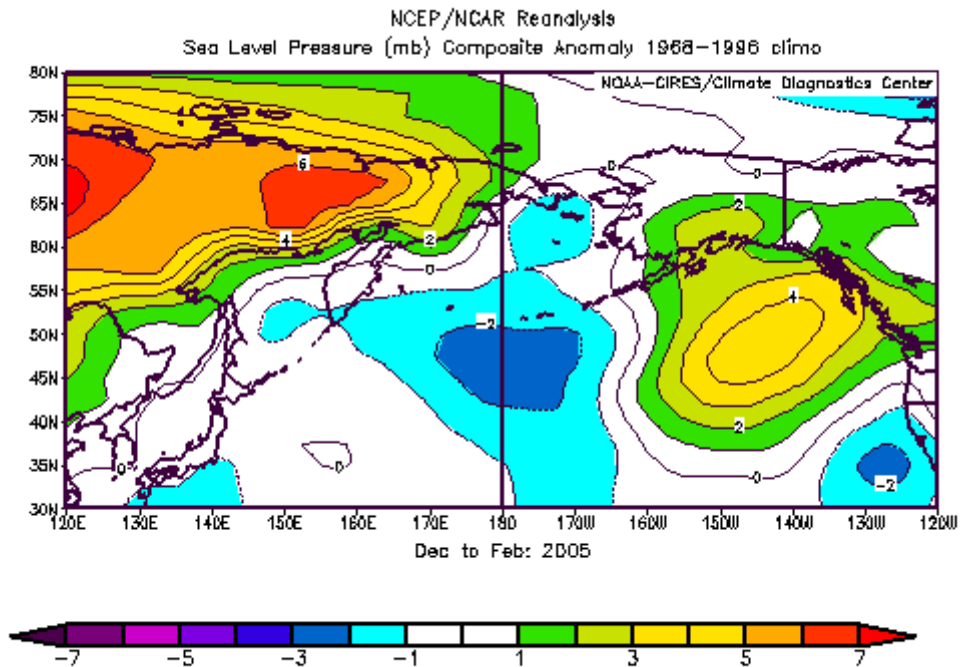 NCEP/NCAR Reanalysis
Sea Level Pressure (mb) Composite Anomaly 1968-1996 climo
NOAA-CIRES/Climate Diagnostics Center
80N
75N
70N
65N
60N
55N
50N
45N
40N
35N
30N
6
4
2
0
0
0
0
2
4
-2
2
0
0
0
-2
120E 130E 140E 150E 160E 170E 180 170W 160W 150W 140W 130W 120W
Dec to Feb: 2005
-7 -5 -3 -1 1 3 5 7